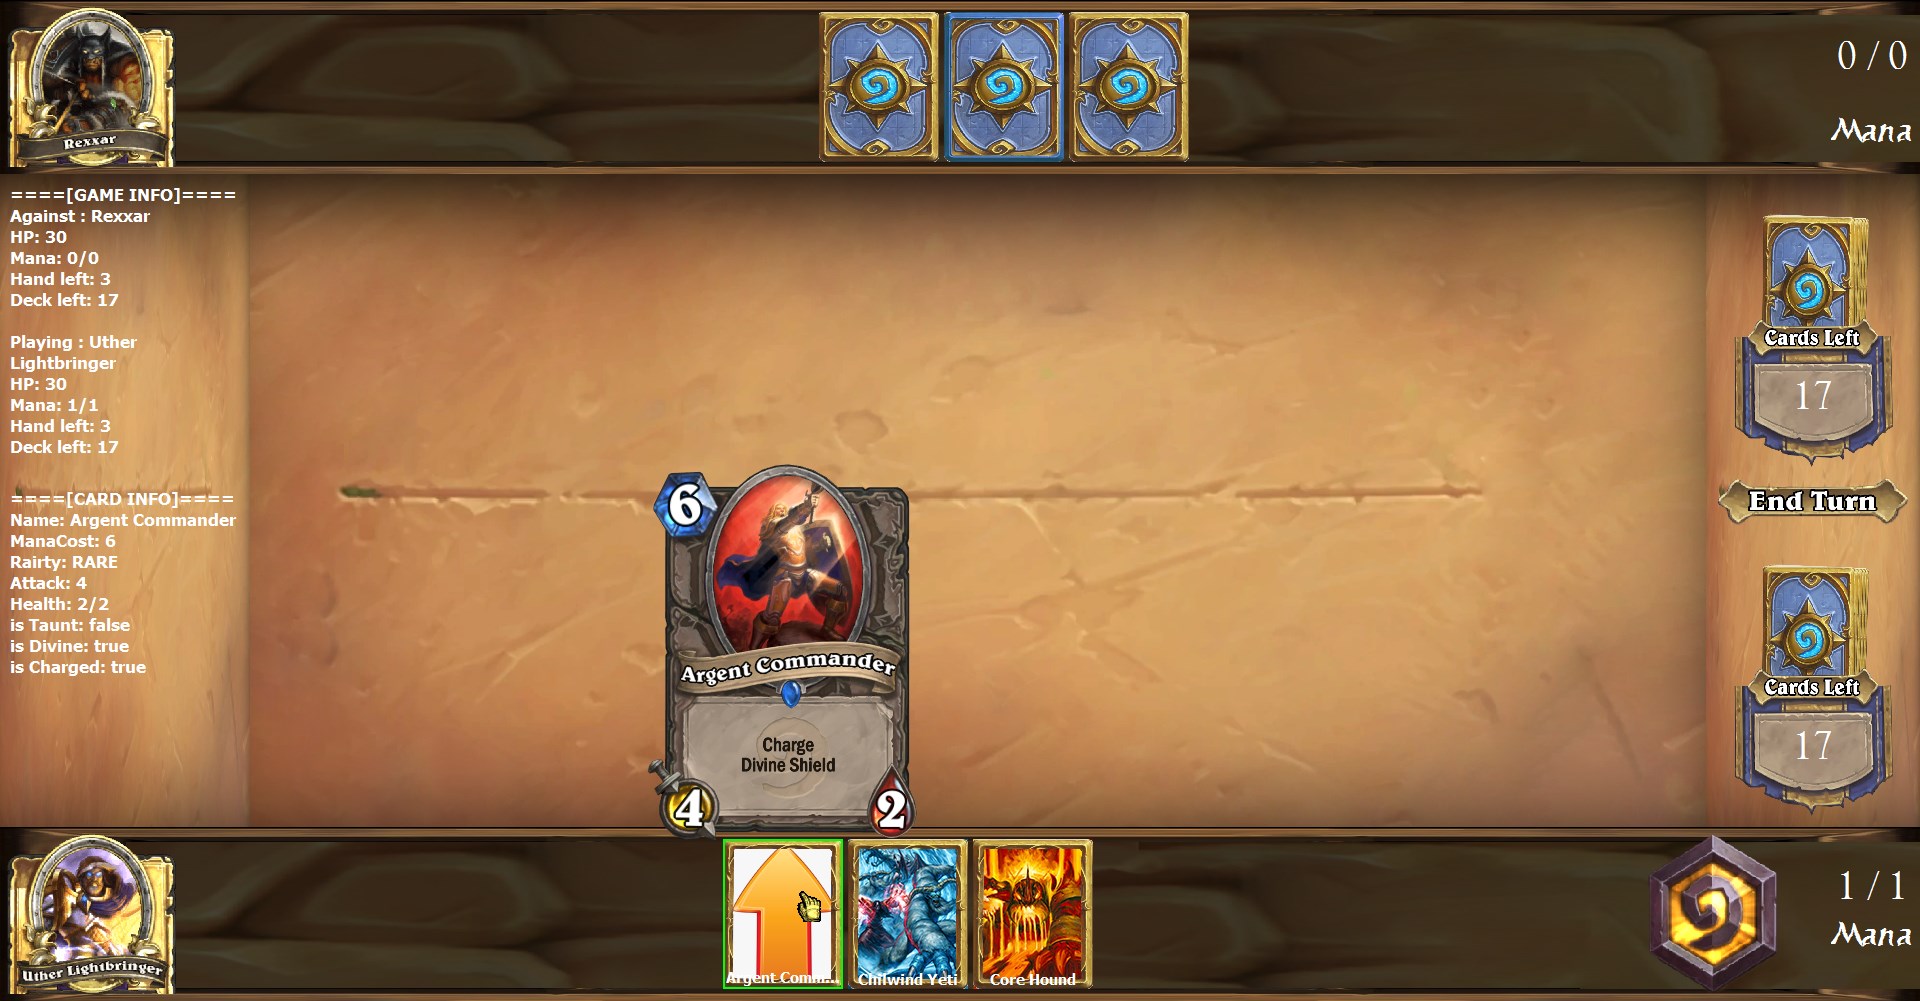 Rexxar
0 / 0
Mana
====[GAME INFO]====
Against : Rexxar
HP: 30
Mana: 0/0
Hand left: 3
Deck left: 17
Playing : Uther
Lightbringer
HP: 30
Mana: 1/1
Hand left: 3
Deck left: 17
====[CARD INFO]====
Name: Argent Commander
ManaCost: 6
Rairty: RARE
Attack: 4
Health: 2/2
is Taunt: false
is Divine: true
is Charged: true
6
Argent Commander
Charge
Divine Shield
4
2
Cards Left
17
End Turn
Cards Left
17
Uther Lightbringer
Argent Comm...
Chilwind Yeti
Core Hound
1 / 1
Mana